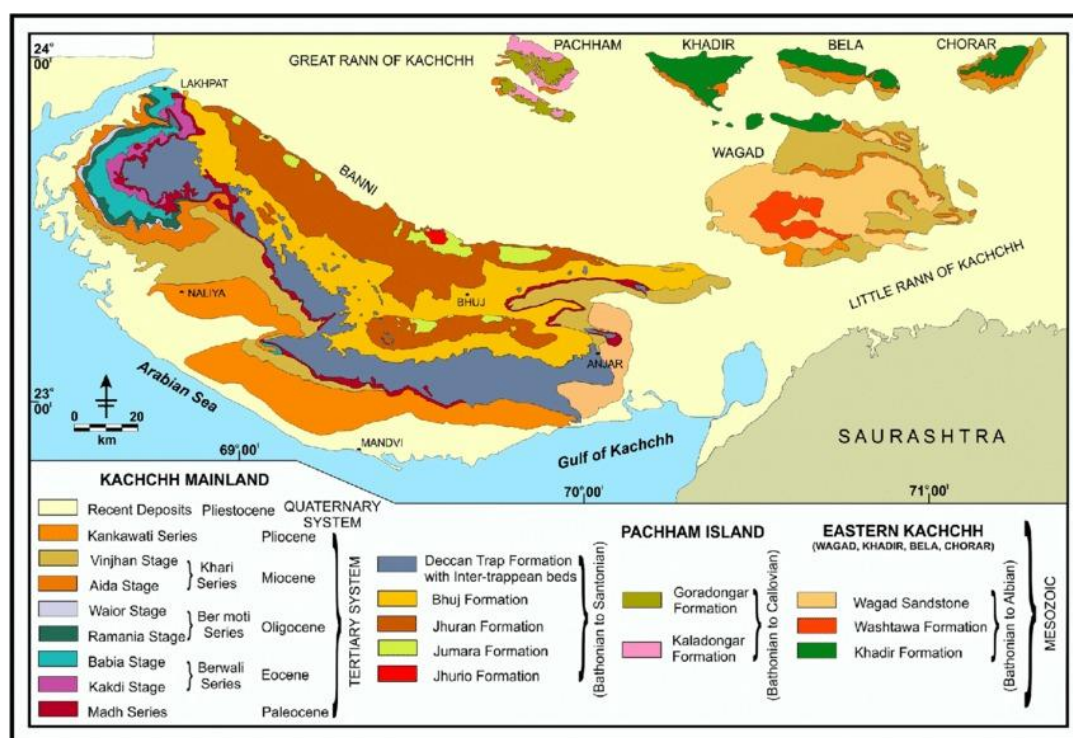 24°
00'
GREAT RANN OF KACHCHH
PACHHAM
KHADIR
BELA
CHORAR
LAKHPAT
BANNI
WAGAD
LITTLE RANN OF KACHCHH
NALIYA
BHUJ
ANJAR
23°
00'
Arabian Sea
0 20
km
69°00'
MANDVI
Gulf of Kachchh
70°00'
71°00'
SAURASHTRA
KACHCHH MAINLAND
QUATERNARY
SYSTEM
Recent Deposits Pliestocene
Kankawati Series Pliocene
Vinjhan Stage
Aida Stage
Khari
Series
Miocene
Waior Stage
Ramania Stage
Ber moti
Series
Oligocene
Babia Stage
Kakdi Stage
Berwali
Series
Eocene
Madh Series Paleocene
TERTIARY SYSTEM
Deccan Trap Formation
with Inter-trappean beds
Bhuj Formation
Jhuran Formation
Jumara Formation
Jhurio Formation
(Bathonian to Santonian)
PACHHAM ISLAND
Goradongar
Formation
Kaladongar
Formation
(Bathonian to Callovian)
EASTERN KACHCHH
(WAGAD, KHADIR, BELA, CHORAR)
Wagad Sandstone
Washtawa Formation
Khadir Formation
(Bathonian to Albian)
MESOZOIC